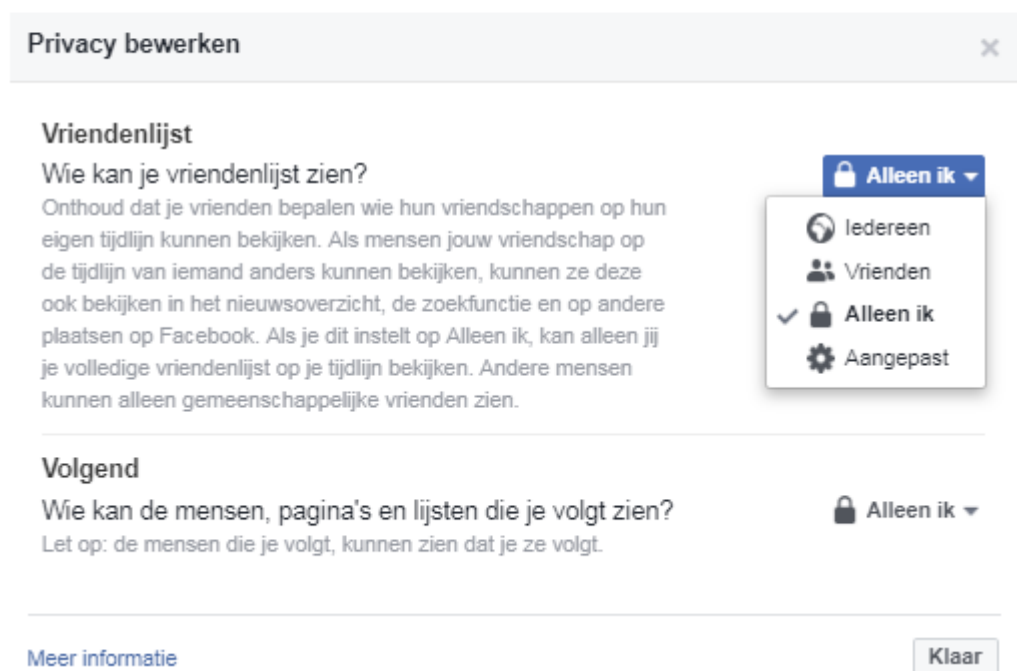 Privacy bewerken
Vriendenlijst
Wie kan je vriendenlijst zien?
Alleen ik
Onthoud dat je vrienden bepalen wie hun vriendschappen op hun
eigen tijdlijn kunnen bekijken. Als mensen jouw vriendschap op
de tijdlijn van iemand anders kunnen bekijken, kunnen ze deze
ook bekijken in het nieuwsoverzicht, de zoekfunctie en op andere
plaatsen op Facebook. Als je dit instelt op Alleen ik, kan alleen jij
je volledige vriendenlijst op je tijdlijn bekijken. Andere mensen
kunnen alleen gemeenschappelijke vrienden zien.
Iedereen
Vrienden
Alleen ik
Aangepast
Volgend
Wie kan de mensen, pagina's en lijsten die je volgt zien?
Alleen ik
Let op: de mensen die je volgt, kunnen zien dat je ze volgt.
Meer informatie
Klaar